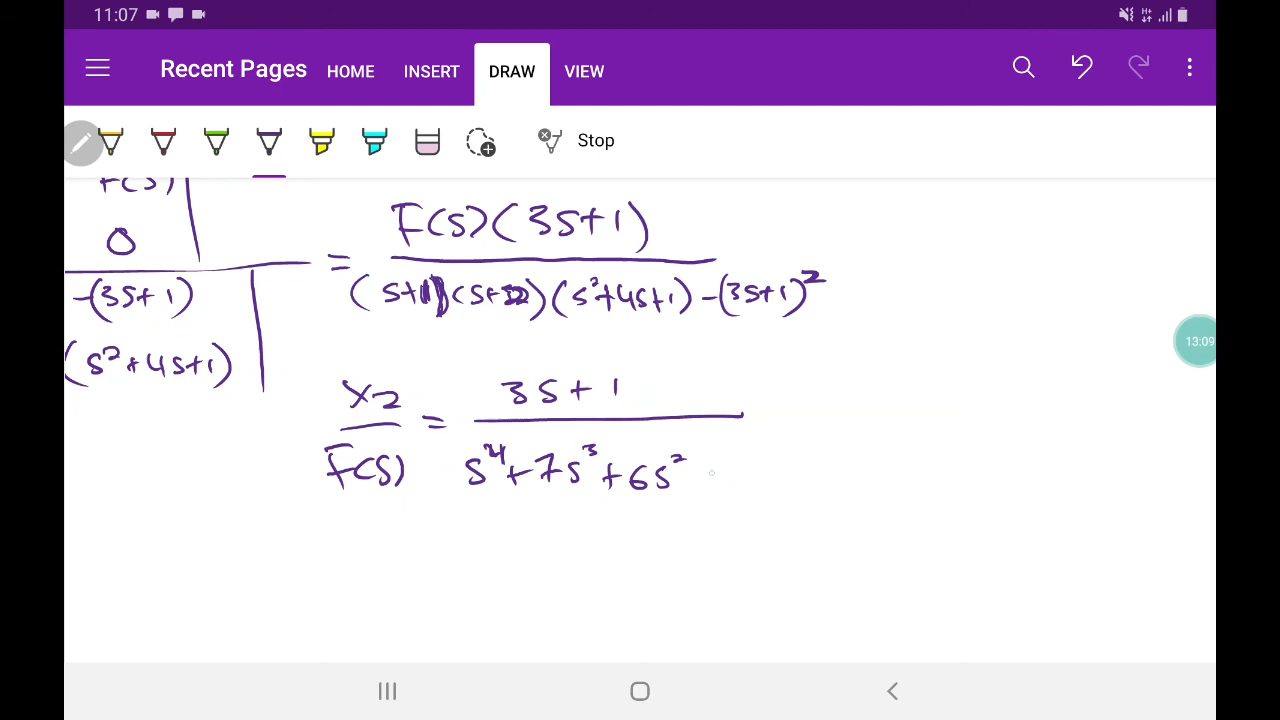 11:07
Recent Pages HOME INSERT DRAW VIEW
Stop
F(S)
0
-(3S+1)
(S²+4S+1)
= F(S)(3S+1)
(S+1)(S+2)(S²+4S+1)-(3S+1)²
X2 = 3S+1
F(S) S⁴+7S³+6S²
13:09